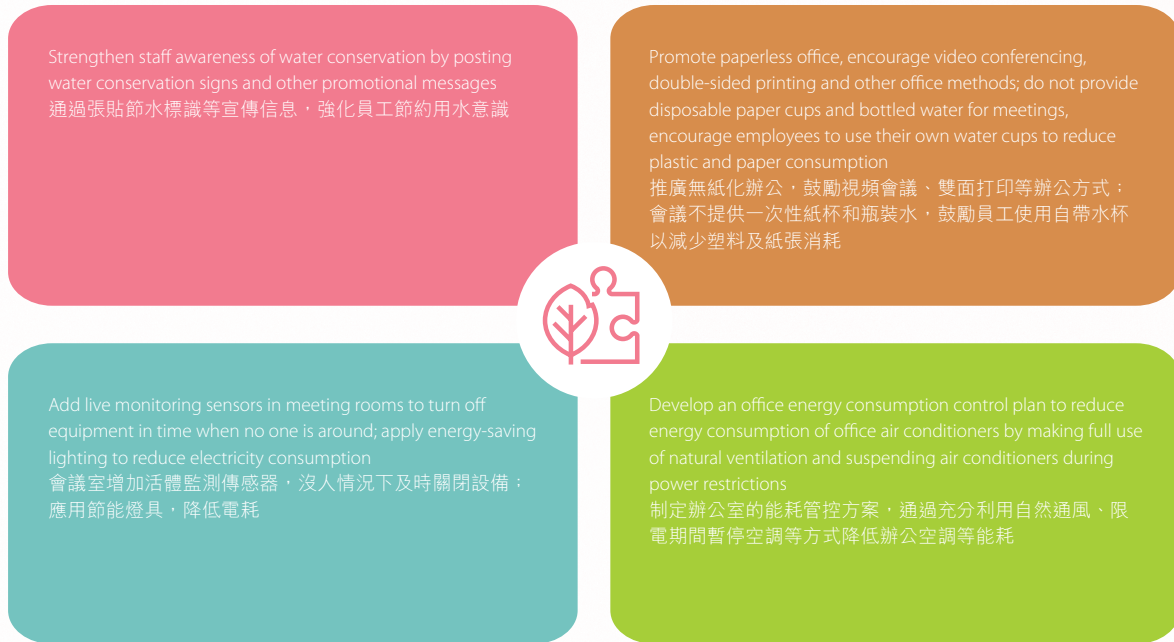 Strengthen staff awareness of water conservation by posting
water conservation signs and other promotional messages
通過張貼節水標識等宣傳信息，強化員工節約用水意識
Promote paperless office, encourage video conferencing,
double-sided printing and other office methods; do not provide
disposable paper cups and bottled water for meetings,
encourage employees to use their own water cups to reduce
plastic and paper consumption
推廣無紙化辦公，鼓勵視頻會議、雙面打印等辦公方式；
會議不提供一次性紙杯和瓶裝水，鼓勵員工使用自帶水杯
以減少塑料及紙張消耗
Add live monitoring sensors in meeting rooms to turn off
equipment in time when no one is around; apply energy-saving
lighting to reduce electricity consumption
會議室增加活體監測傳感器，沒人情況下及時關閉設備；
應用節能燈具，降低電耗
Develop an office energy consumption control plan to reduce
energy consumption of office air conditioners by making full use
of natural ventilation and suspending air conditioners during
power restrictions
制定辦公室的能耗管控方案，通過充分利用自然通風、限
電期間暫停空調等方式降低辦公空調等能耗